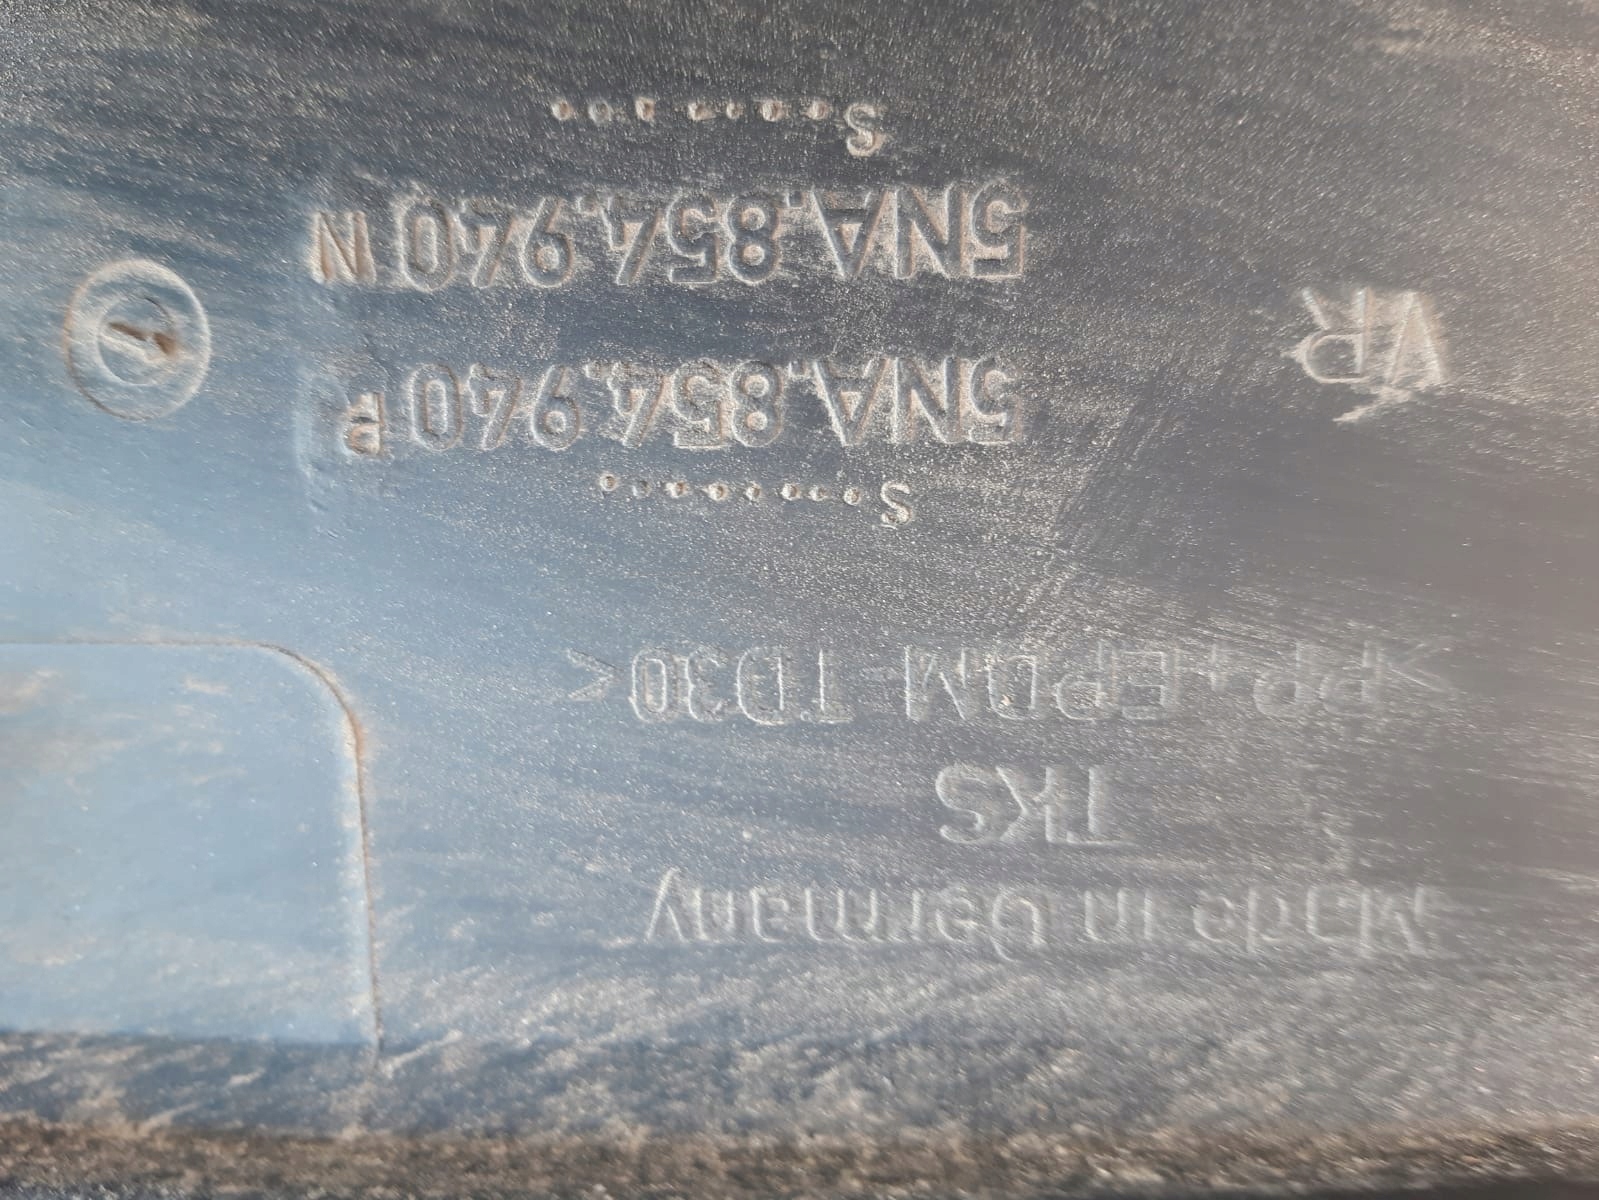 Made in Germany
TKS
>PP+EPDM-TD30<
S........
5NA.854.940 P
VR
5NA.854.940 N
S........